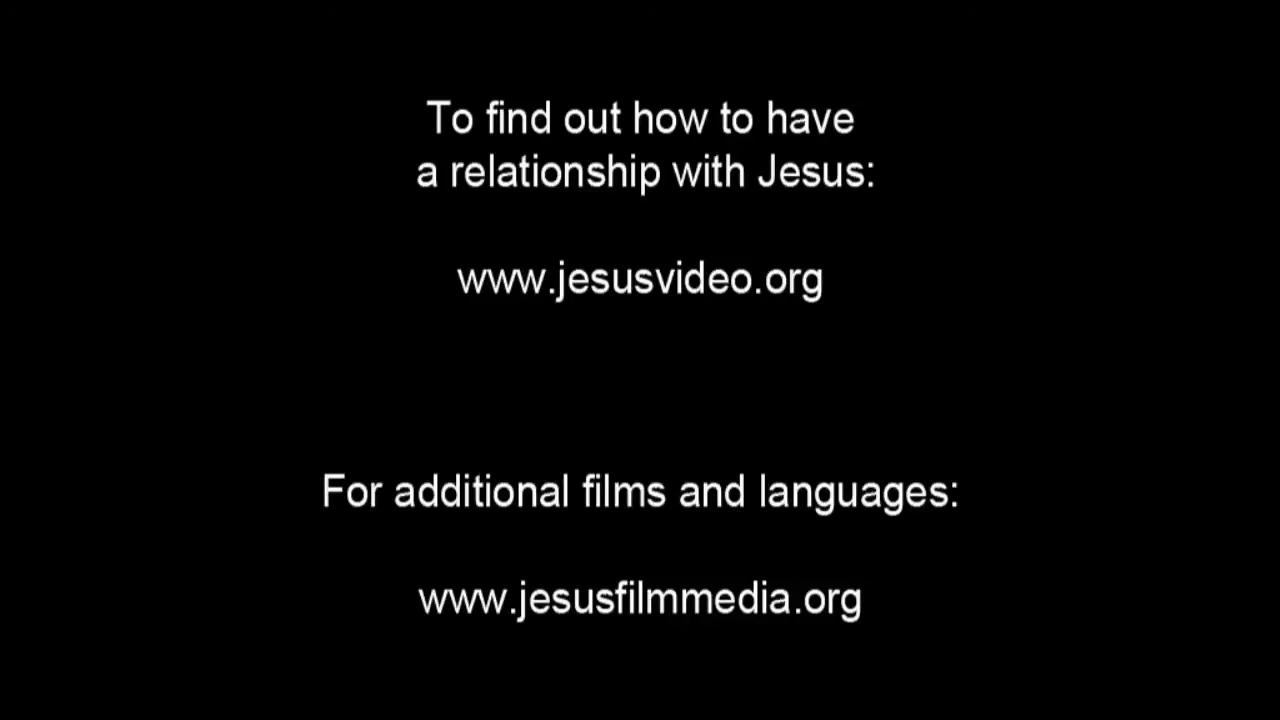 To find out how to have
a relationship with Jesus:
www.jesusvideo.org
For additional films and languages:
www.jesusfilmmedia.org